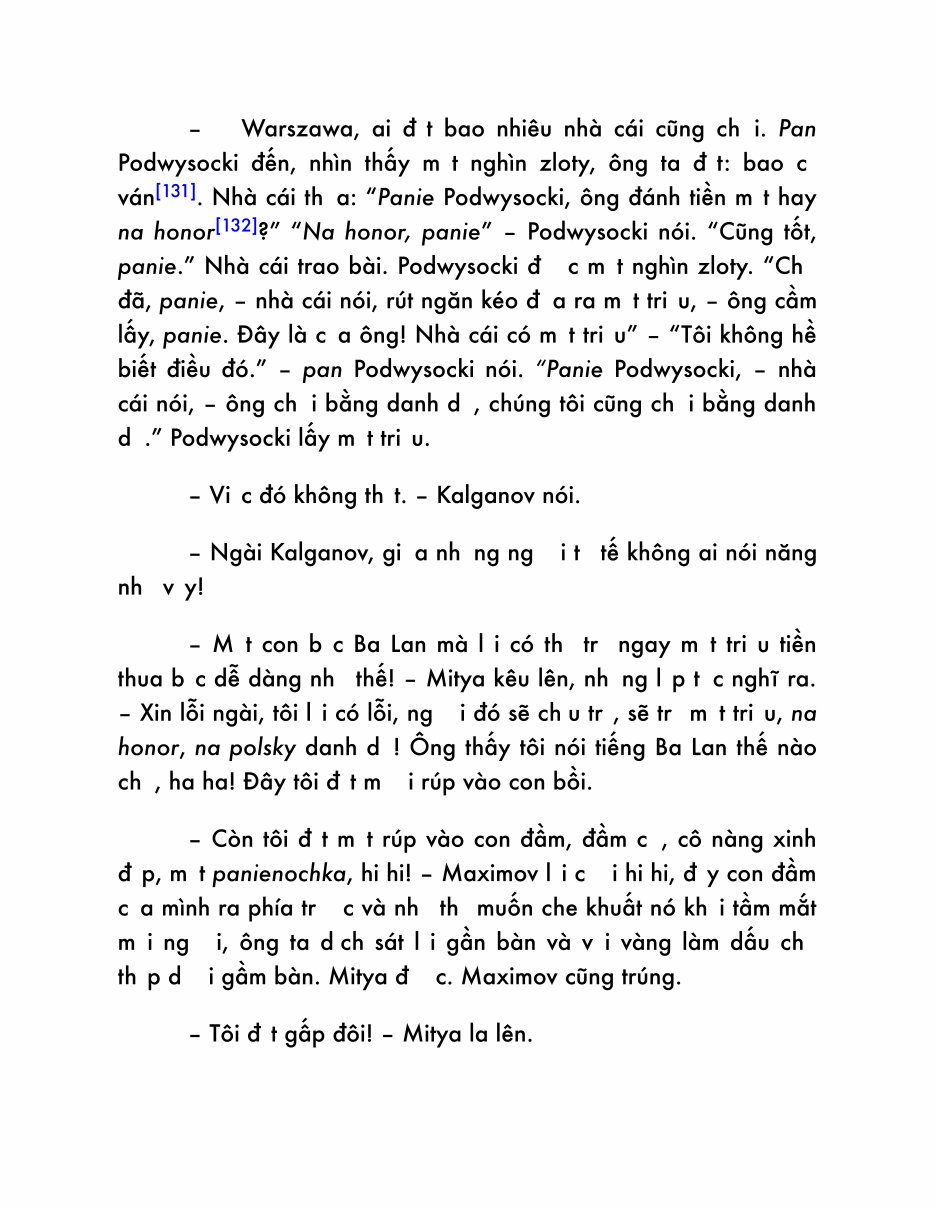 – Warszawa, ai đ t bao nhiêu nhà cái cũng ch i. Pan
Podwysocki đến, nhìn thấy m t nghìn zloty, ông ta đ t: bao c
ván[131]. Nhà cái th a: “Panie Podwysocki, ông đánh tiền m t hay
na honor[132]?” “Na honor, panie” – Podwysocki nói. “Cũng tốt,
panie.” Nhà cái trao bài. Podwysocki đ c m t nghìn zloty. “Ch
đã, panie, – nhà cái nói, rút ngăn kéo đ a ra m t tri u, – ông cầm
lấy, panie. Đây là c a ông! Nhà cái có m t tri u” – “Tôi không hề
biết điều đó.” – pan Podwysocki nói. “Panie Podwysocki, – nhà
cái nói, – ông ch i bằng danh d , chúng tôi cũng ch i bằng danh
d .” Podwysocki lấy m t tri u.
– Vi c đó không th t. – Kalganov nói.
– Ngài Kalganov, gi a nh ng ng i t tế không ai nói năng
nh v y!
– M t con b c Ba Lan mà l i có th tr ngay m t tri u tiền
thua b c dễ dàng nh thế! – Mitya kêu lên, nh ng l p t c nghĩ ra.
– Xin lỗi ngài, tôi l i có lỗi, ng i đó sẽ ch u tr , sẽ tr m t tri u, na
honor, na polsky danh d ! Ông thấy tôi nói tiếng Ba Lan thế nào
ch , ha ha! Đây tôi đ t m i rúp vào con bồi.
– Còn tôi đ t m t rúp vào con đầm, đầm c , cô nàng xinh
đ p, m t panienochka, hi hi! – Maximov l i c i hi hi, đ y con đầm
c a mình ra phía tr c và nh th muốn che khuất nó kh i tầm mắt
m i ng i, ông ta d ch sát l i gần bàn và v i vàng làm dấu ch
th p d i gầm bàn. Mitya đ c. Maximov cũng trúng.
– Tôi đ t gấp đôi! – Mitya la lên.